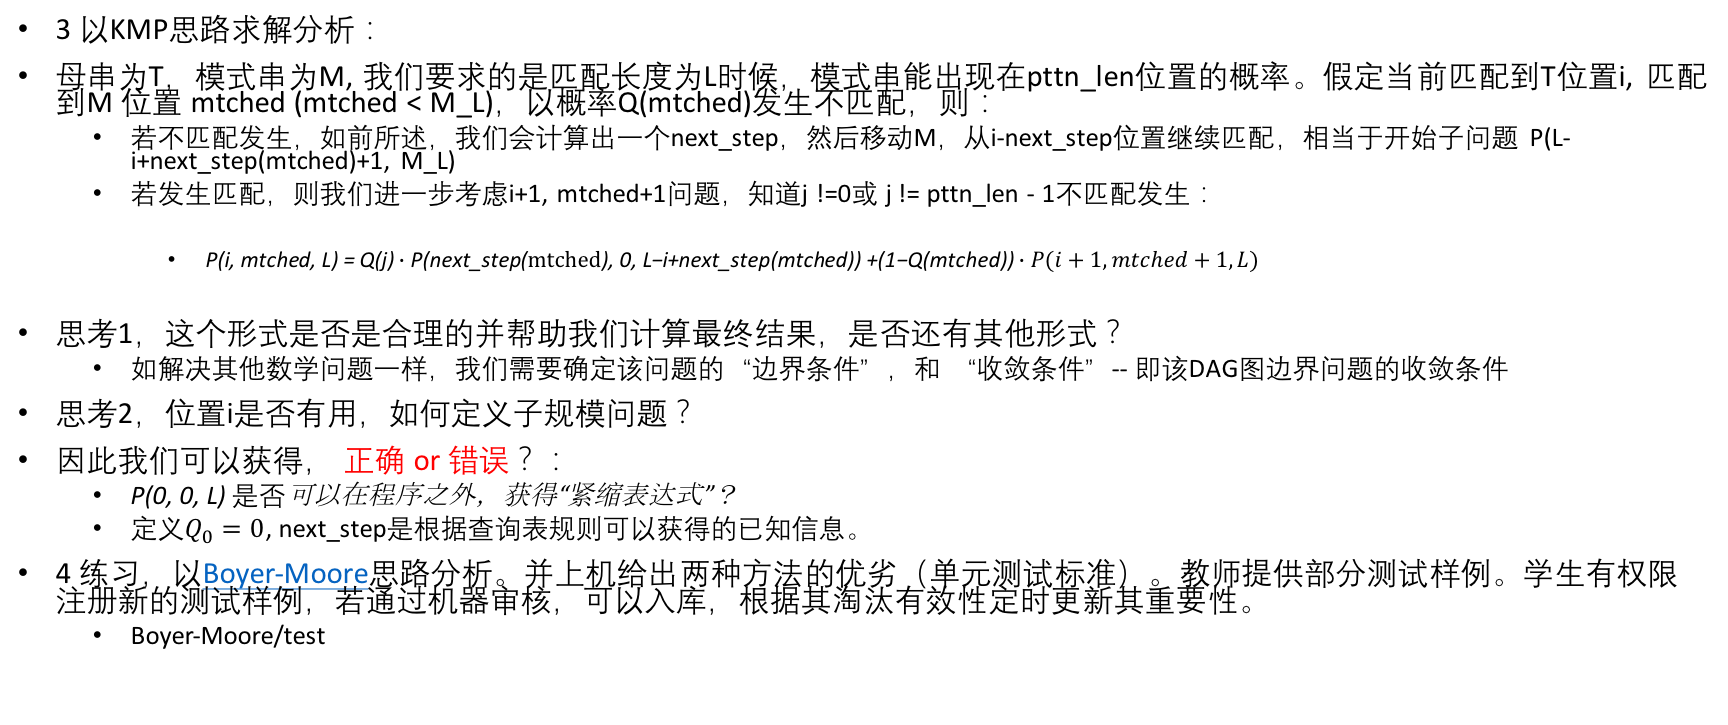 • 3 以KMP思路求解分析：
• 母串为T，模式串为M, 我们要求的是匹配长度为L时候，模式串能出现在pttn_len位置的概率。假定当前匹配到T位置i, 匹配
到M 位置 mtched (mtched < M_L)，以概率Q(mtched)发生不匹配，则：
• 若不匹配发生，如前所述，我们会计算出一个next_step，然后移动M，从i-next_step位置继续匹配，相当于开始子问题 P(L-
i+next_step(mtched)+1, M_L)
• 若发生匹配，则我们进一步考虑i+1, mtched+1问题，知道j !=0或 j != pttn_len - 1不匹配发生：
• P(i, mtched, L) = Q(j) · P(next_step(mtched), 0, L−i+next_step(mtched)) +(1−Q(mtched)) · P(i + 1, mtched + 1, L)
• 思考1，这个形式是否是合理的并帮助我们计算最终结果，是否还有其他形式？
• 如解决其他数学问题一样，我们需要确定该问题的 “边界条件” ，和 “收敛条件” -- 即该DAG图边界问题的收敛条件
• 思考2，位置i是否有用，如何定义子规模问题？
• 因此我们可以获得， 正确 or 错误？：
• P(0, 0, L) 是否可以在程序之外，获得“紧缩表达式”？
• 定义Q₀ = 0, next_step是根据查询表规则可以获得的已知信息。
• 4 练习，以Boyer-Moore思路分析。并上机给出两种方法的优劣（单元测试标准）。教师提供部分测试样例。学生有权限
注册新的测试样例，若通过机器审核，可以入库，根据其淘汰有效性定时更新其重要性。
• Boyer-Moore/test